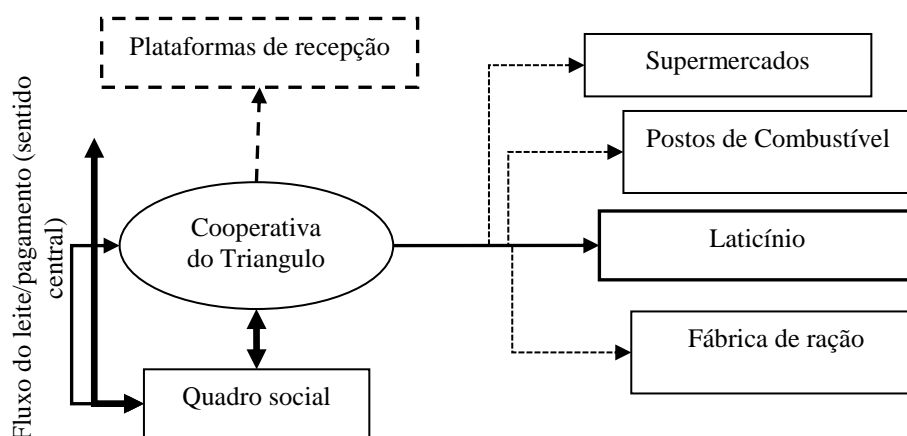 Plataformas de recepção
Supermercados
Postos de Combustível
Fluxo do leite/pagamento (sentido
central)
Cooperativa
do Triangulo
Laticínio
Fábrica de ração
Quadro social